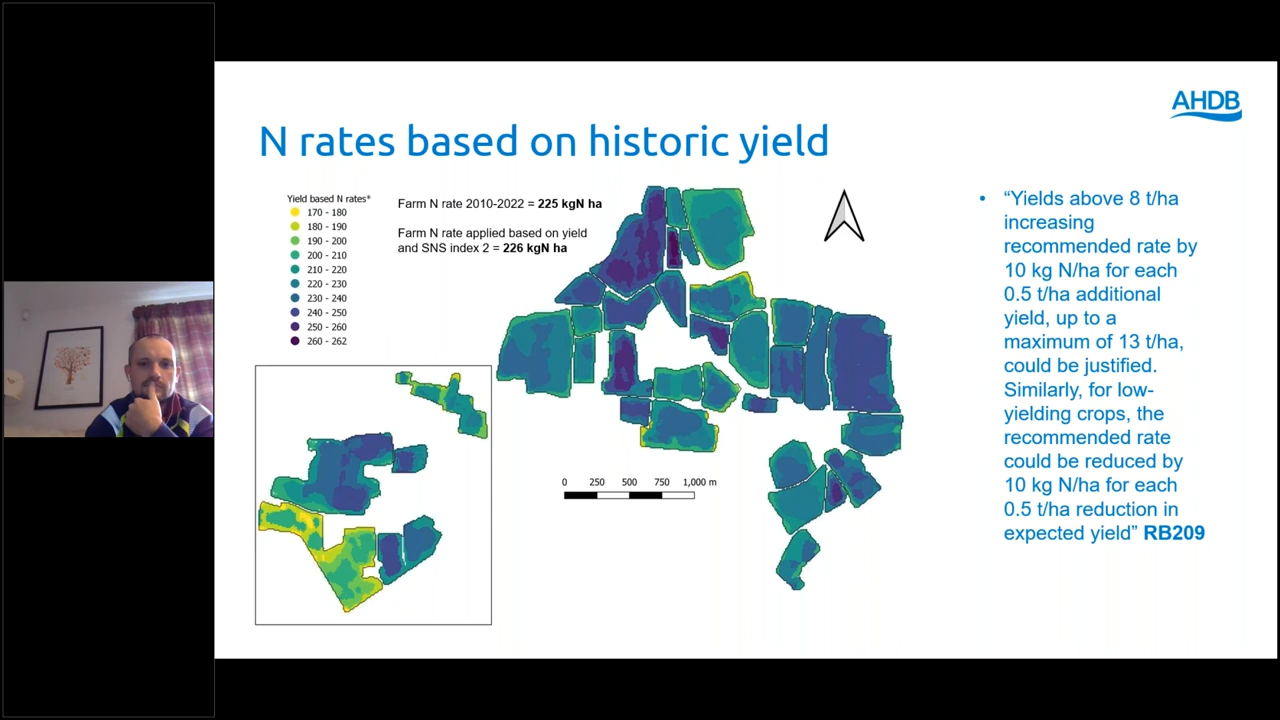 AHDB
N rates based on historic yield
Yield based N rates*
170 - 180
180 - 190
190 - 200
200 - 210
210 - 220
220 - 230
230 - 240
240 - 250
250 - 260
260 - 262
Farm N rate 2010-2022 = 225 kgN ha
Farm N rate applied based on yield
and SNS index 2 = 226 kgN ha
0 250 500 750 1,000 m
• “Yields above 8 t/ha
increasing
recommended rate by
10 kg N/ha for each
0.5 t/ha additional
yield, up to a
maximum of 13 t/ha,
could be justified.
Similarly, for low-
yielding crops, the
recommended rate
could be reduced by
10 kg N/ha for each
0.5 t/ha reduction in
expected yield” RB209